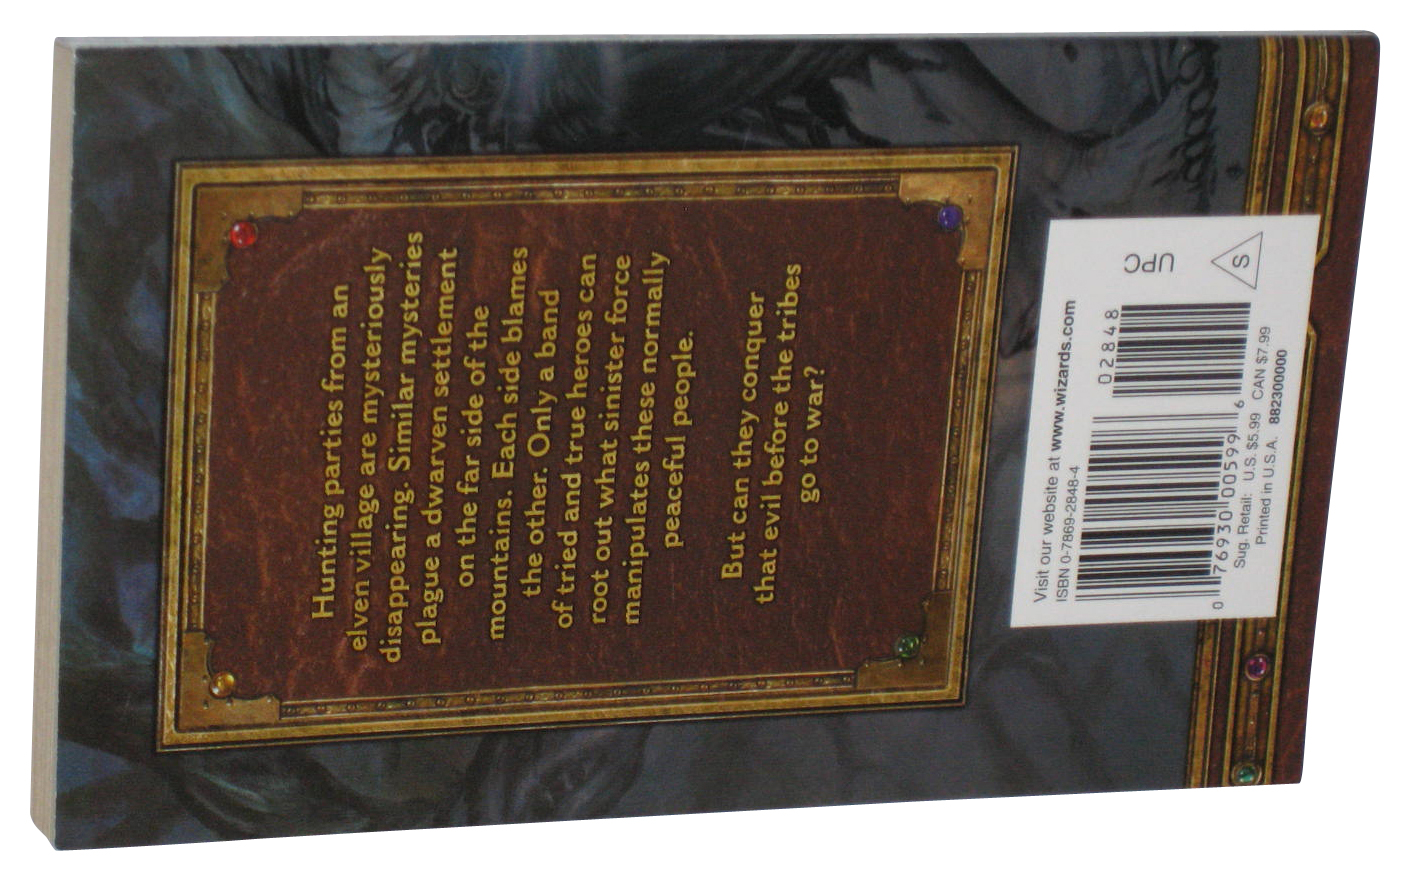 Hunting parties from an
elven village are mysteriously
disappearing. Similar mysteries
plague a dwarven settlement
on the far side of the
mountains. Each side blames
the other. Only a band
of tried and true heroes can
root out what sinister force
manipulates these normally
peaceful people.
But can they conquer
that evil before the tribes
go to war?
Visit our website at www.wizards.com
ISBN 0-7869-2848-4
02848
0 76930 00599 6
Sug. Retail: U.S. $5.99 CAN $7.99
Printed in U.S.A. 882300000
UPC
S